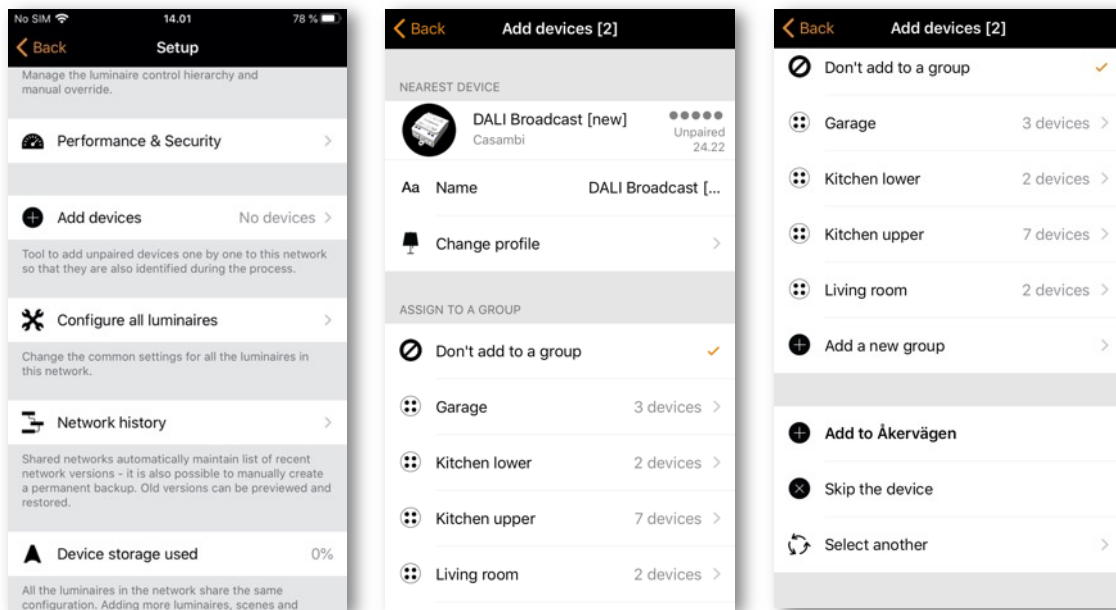 No SIM 14.01 78 %
Back Setup
Manage the luminaire control hierarchy and
manual override.
Performance & Security
Add devices No devices
Tool to add unpaired devices one by one to this network
so that they are also identified during the process.
Configure all luminaires
Change the common settings for all the luminaires in
this network.
Network history
Shared networks automatically maintain list of recent
network versions - it is also possible to manually create
a permanent backup. Old versions can be previewed and
restored.
Device storage used 0%
All the luminaires in the network share the same
configuration. Adding more luminaires, scenes and
Back Add devices [2]
NEAREST DEVICE
DALI Broadcast [new]
Casambi Unpaired
24.22
Aa Name DALI Broadcast [...
Change profile
ASSIGN TO A GROUP
Don't add to a group
Garage 3 devices
Kitchen lower 2 devices
Kitchen upper 7 devices
Living room 2 devices
Back Add devices [2]
Don't add to a group
Garage 3 devices
Kitchen lower 2 devices
Kitchen upper 7 devices
Living room 2 devices
Add a new group
Add to Åkervägen
Skip the device
Select another